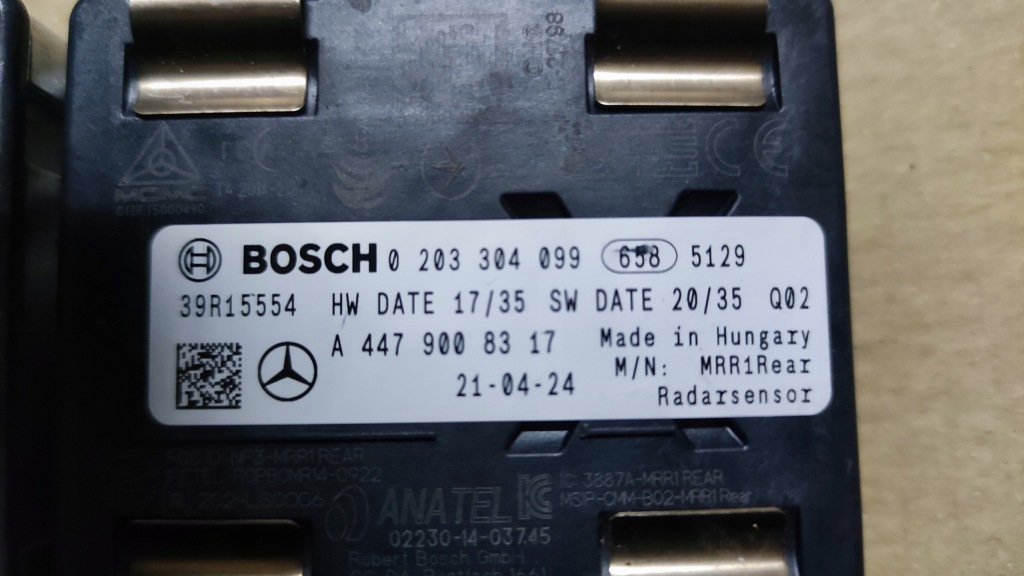 -22798
BOSCH 0 203 304 099 658 5129
39R15554 HW DATE 17/35 SW DATE 20/35 Q02
A 447 900 83 17 Made in Hungary
M/N: MRR1Rear
21-04-24
Radarsensor
IC: 3887A-MRR1REAR
MSIP-CMM-BO2-MRR1Rear
ANATEL
02230-14-03745
Robert Bosch GmbH